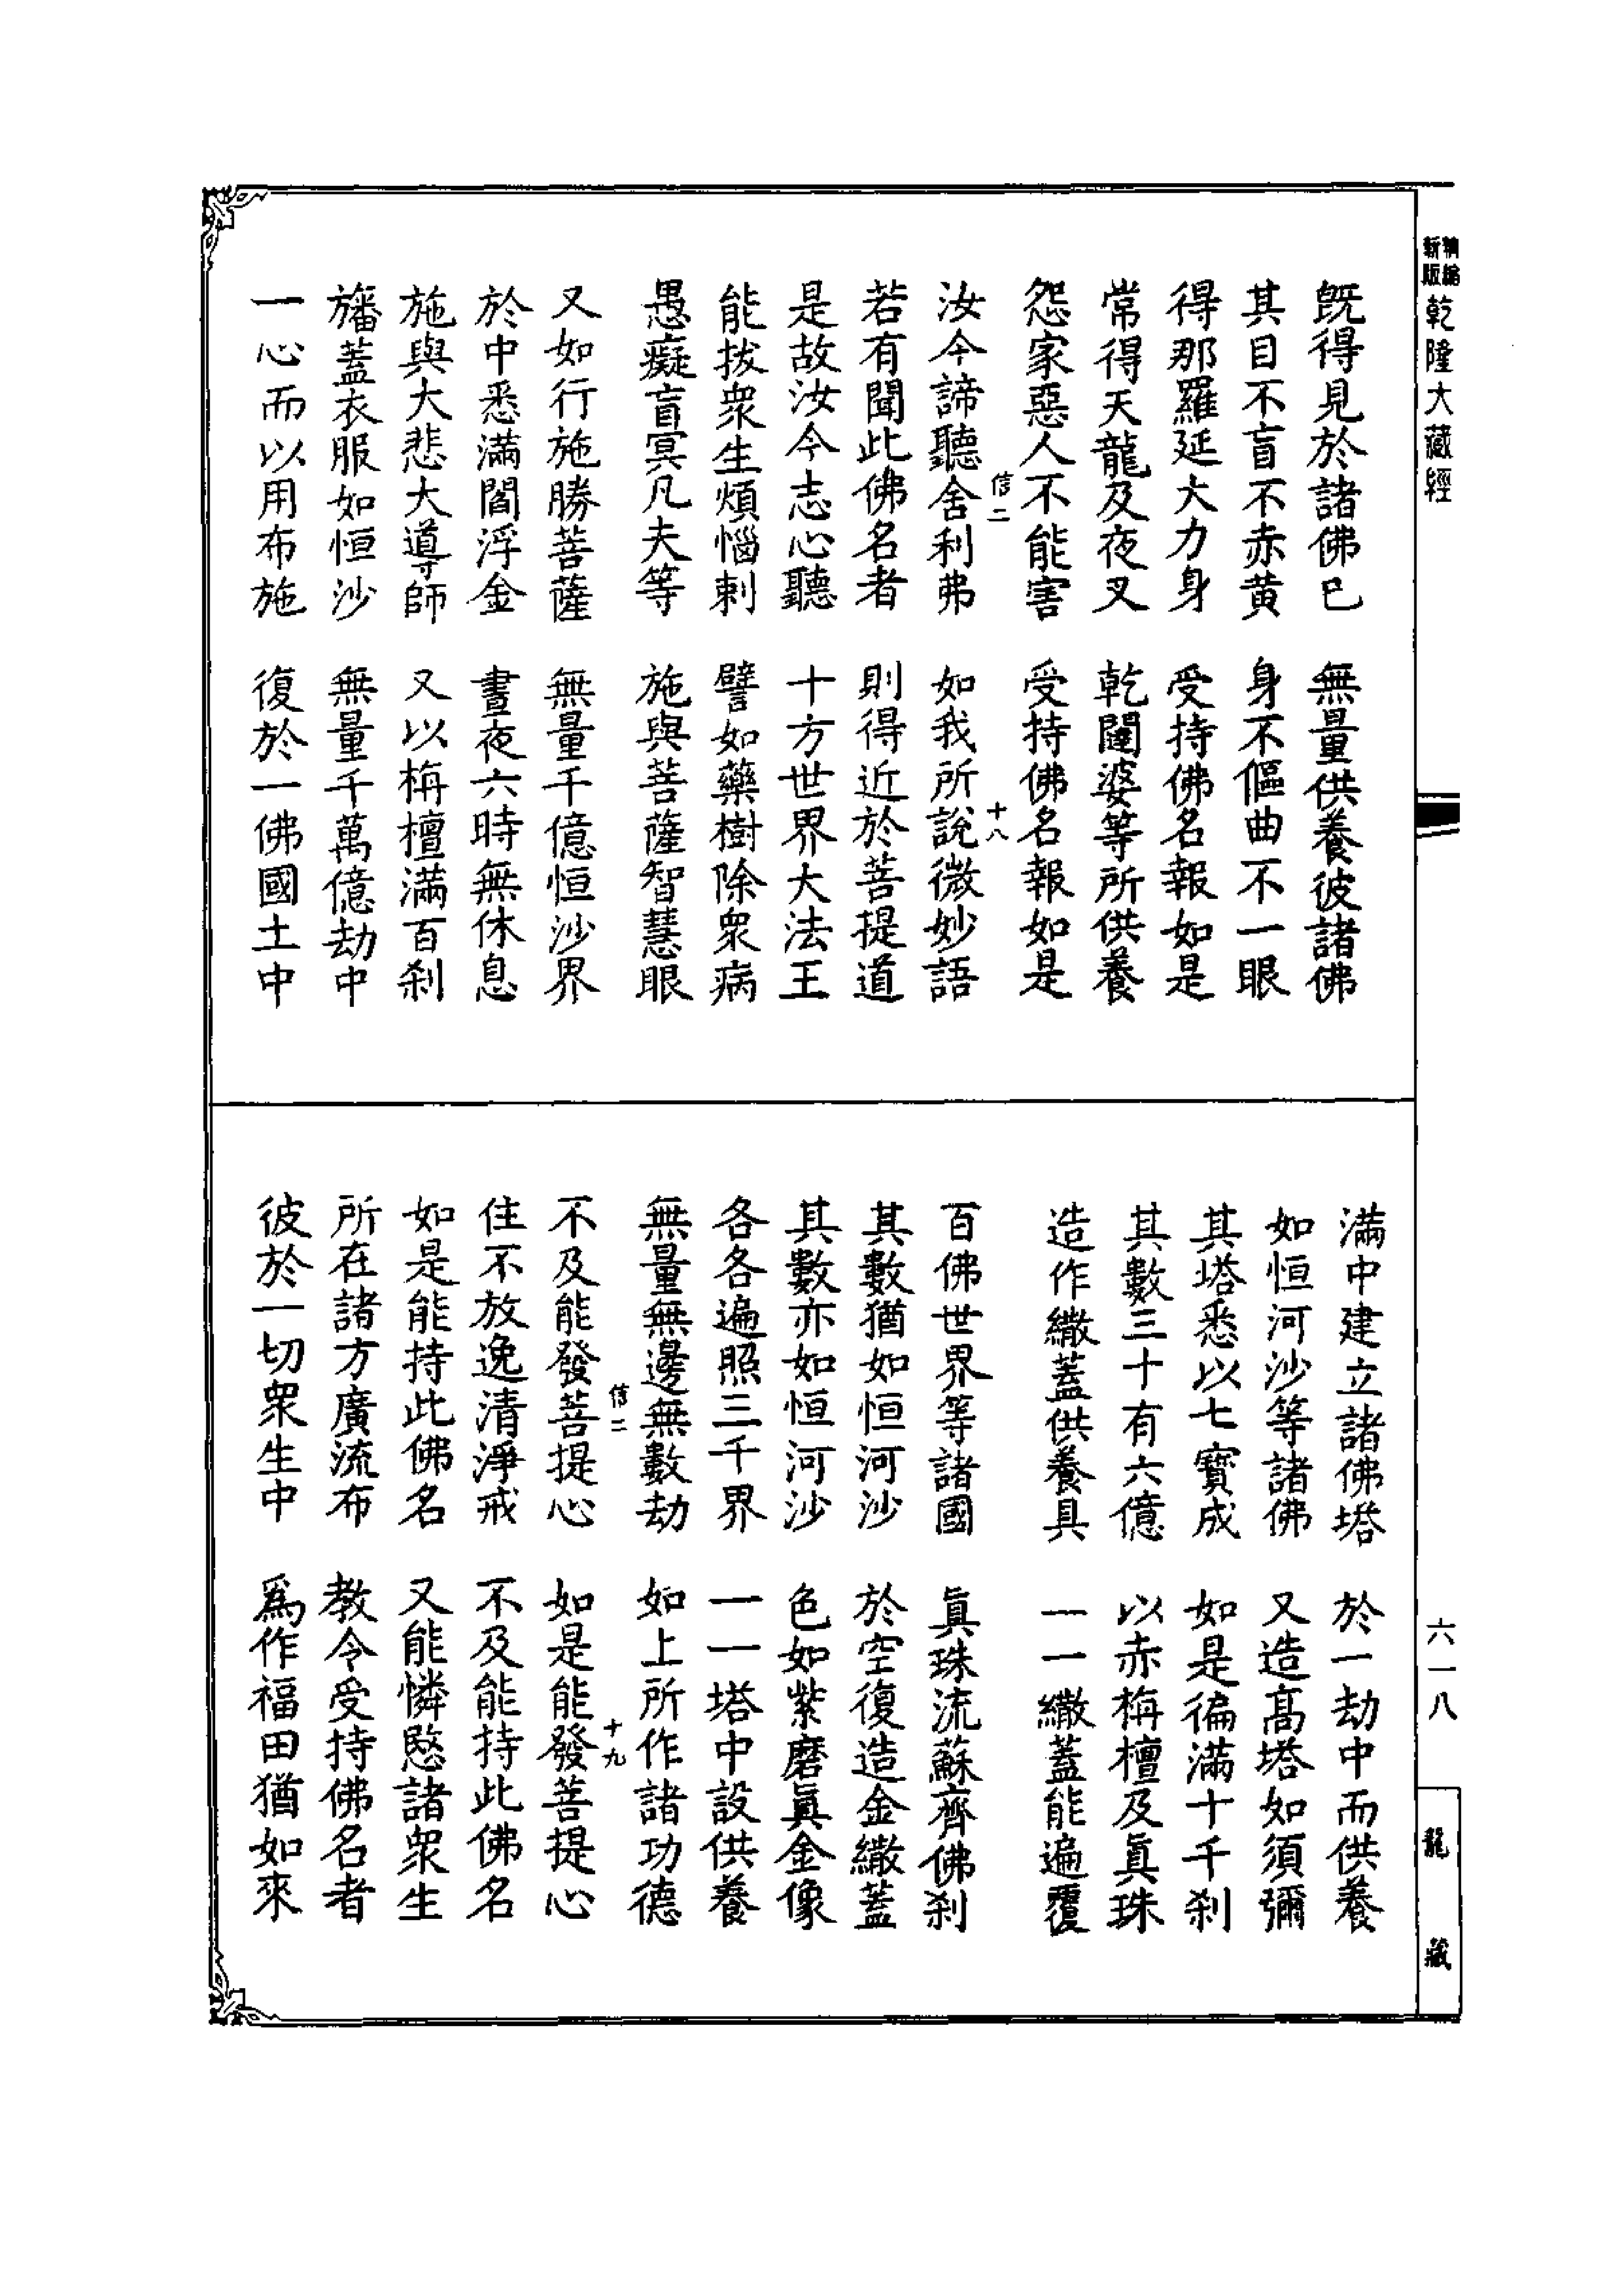 新編
精版
乾隆大藏經
既得見於諸佛已　無量供養彼諸佛
其目不盲不赤黃　身不傴曲不一眼
得那羅延大力身　受持佛名報如是
常得天龍及夜叉　乾闥婆等所供養
怨家惡人不能害　受持佛名報如是
信二　十八
汝今諦聽舍利弗　如我所說微妙語
若有聞此佛名者　則得近於菩提道
是故汝今志心聽　十方世界大法王
能拔衆生煩惱刺　譬如藥樹除衆病
愚癡盲冥凡夫等　施與菩薩智慧眼
又如行施勝菩薩　無量千億恒沙界
於中悉滿閻浮金　晝夜六時無休息
施與大悲大導師　又以栴檀滿百刹
旛蓋衣服如恒沙　無量千萬億劫中
一心而以用布施　復於一佛國土中
滿中建立諸佛塔　於一劫中而供養
如恒河沙等諸佛　又造高塔如須彌
其塔悉以七寶成　如是徧滿十千刹
其數三十有六億　以赤栴檀及眞珠
造作繖蓋供養具　一一繖蓋能遍覆
百佛世界等諸國　眞珠流蘇齊佛刹
其數猶如恒河沙　於空復造金繖蓋
其數亦如恒河沙　色如紫磨眞金像
各各遍照三千界　一一塔中設供養
無量無邊無數劫　如上所作諸功德
信二　十九
不及能發菩提心　如是能發菩提心
住不放逸清淨戒　不及能持此佛名
如是能持此佛名　又能憐愍諸衆生
所在諸方廣流布　教令受持佛名者
彼於一切衆生中　爲作福田猶如來
六一八
龍藏